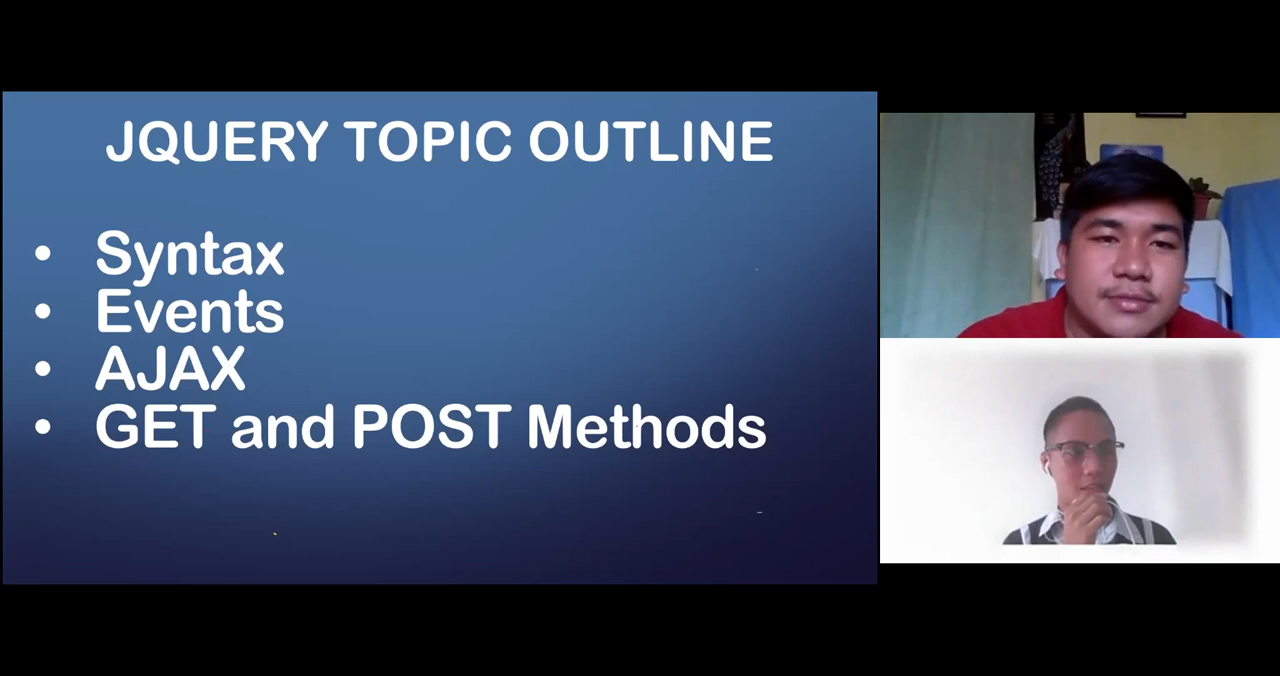 JQUERY TOPIC OUTLINE
• Syntax
• Events
• AJAX
• GET and POST Methods